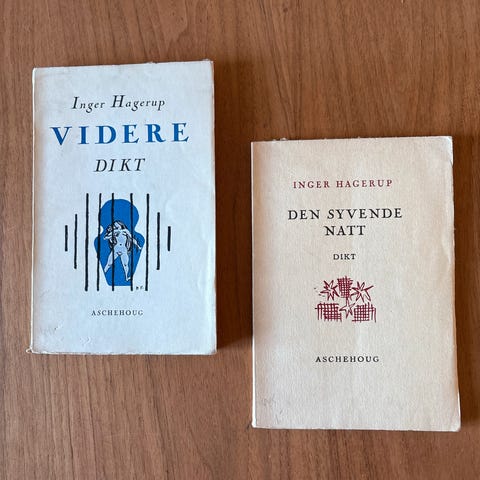 Inger Hagerup
VIDERE
DIKT
ASCHEHOUG
INGER HAGERUP
DEN SYVENDE
NATT
DIKT
ASCHEHOUG